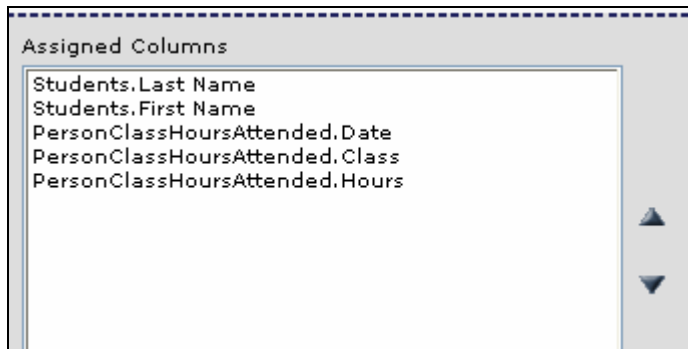 Assigned Columns
Students.Last Name
Students.First Name
PersonClassHoursAttended.Date
PersonClassHoursAttended.Class
PersonClassHoursAttended.Hours